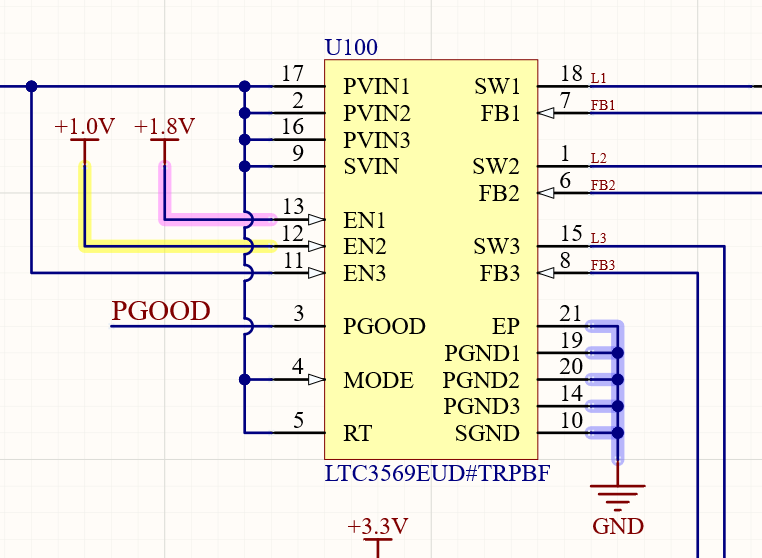 U100
17 PVIN1 SW1 18 L1
2 PVIN2 FB1 7 FB1
+1.0V +1.8V 16 PVIN3
9 SVIN SW2 1 L2
FB2 6 FB2
13 EN1
12 EN2 SW3 15 L3
11 EN3 FB3 8 FB3
PGOOD 3 PGOOD EP 21
PGND1 19
4 MODE PGND2 20
PGND3 14
5 RT SGND 10
LTC3569EUD#TRPBF
+3.3V GND